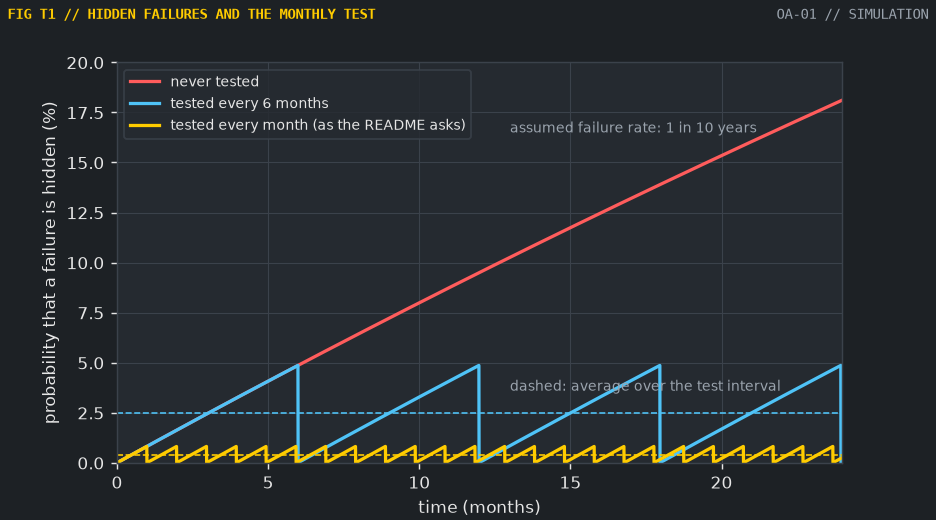 FIG T1 // HIDDEN FAILURES AND THE MONTHLY TEST
OA-01 // SIMULATION
never tested
tested every 6 months
tested every month (as the README asks)
assumed failure rate: 1 in 10 years
dashed: average over the test interval
probability that a failure is hidden (%)
20.0
17.5
15.0
12.5
10.0
7.5
5.0
2.5
0.0
0
5
10
15
20
time (months)